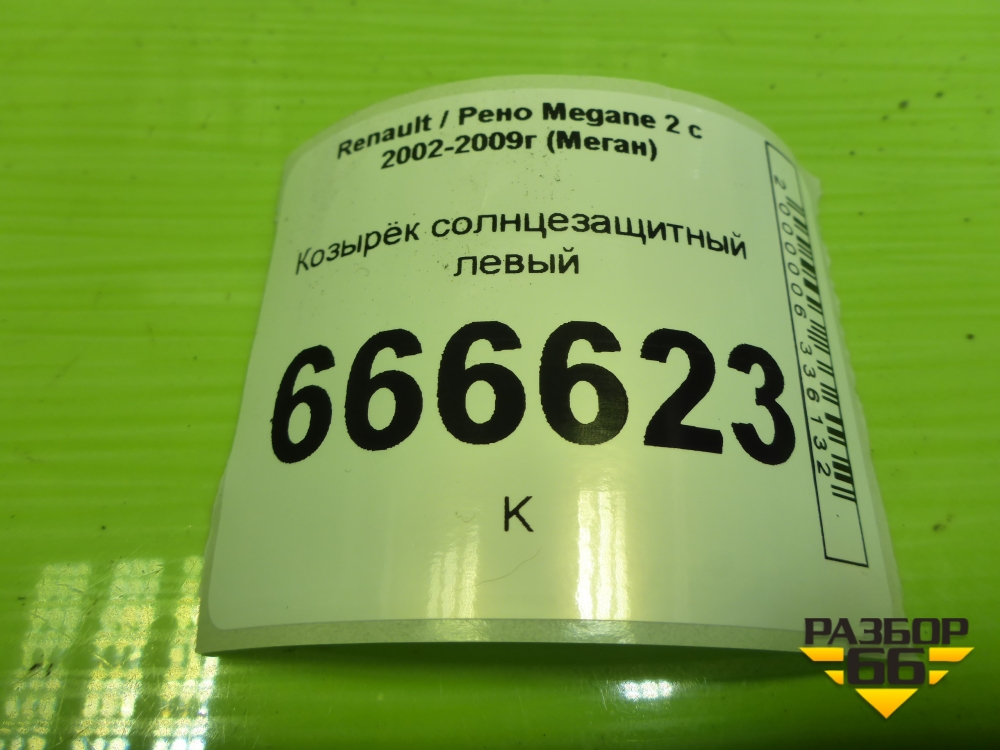 Renault / Рено Megane 2 с
2002-2009г (Меган)
Козырёк солнцезащитный
левый
666623
К
2000006336132
РАЗБОР
66